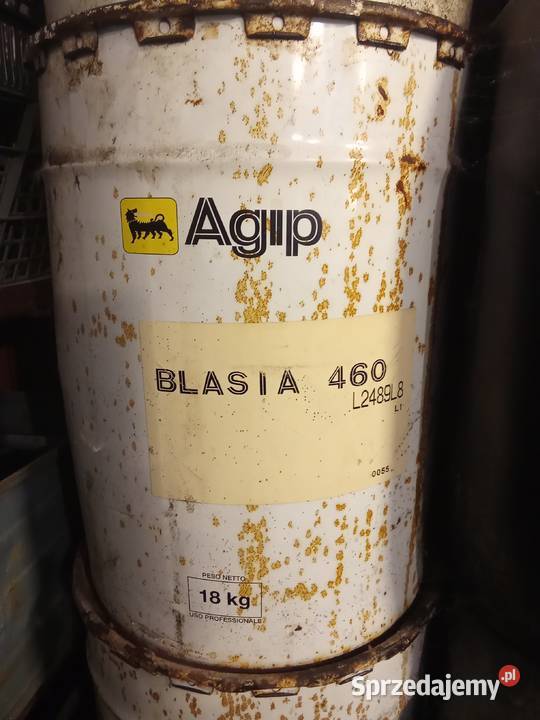 Agip
BLASIA 460
L2489L8
L1
0055
PESO NETTO
18 kg
USO PROFESSIONALE
Sprzedajemy.pl